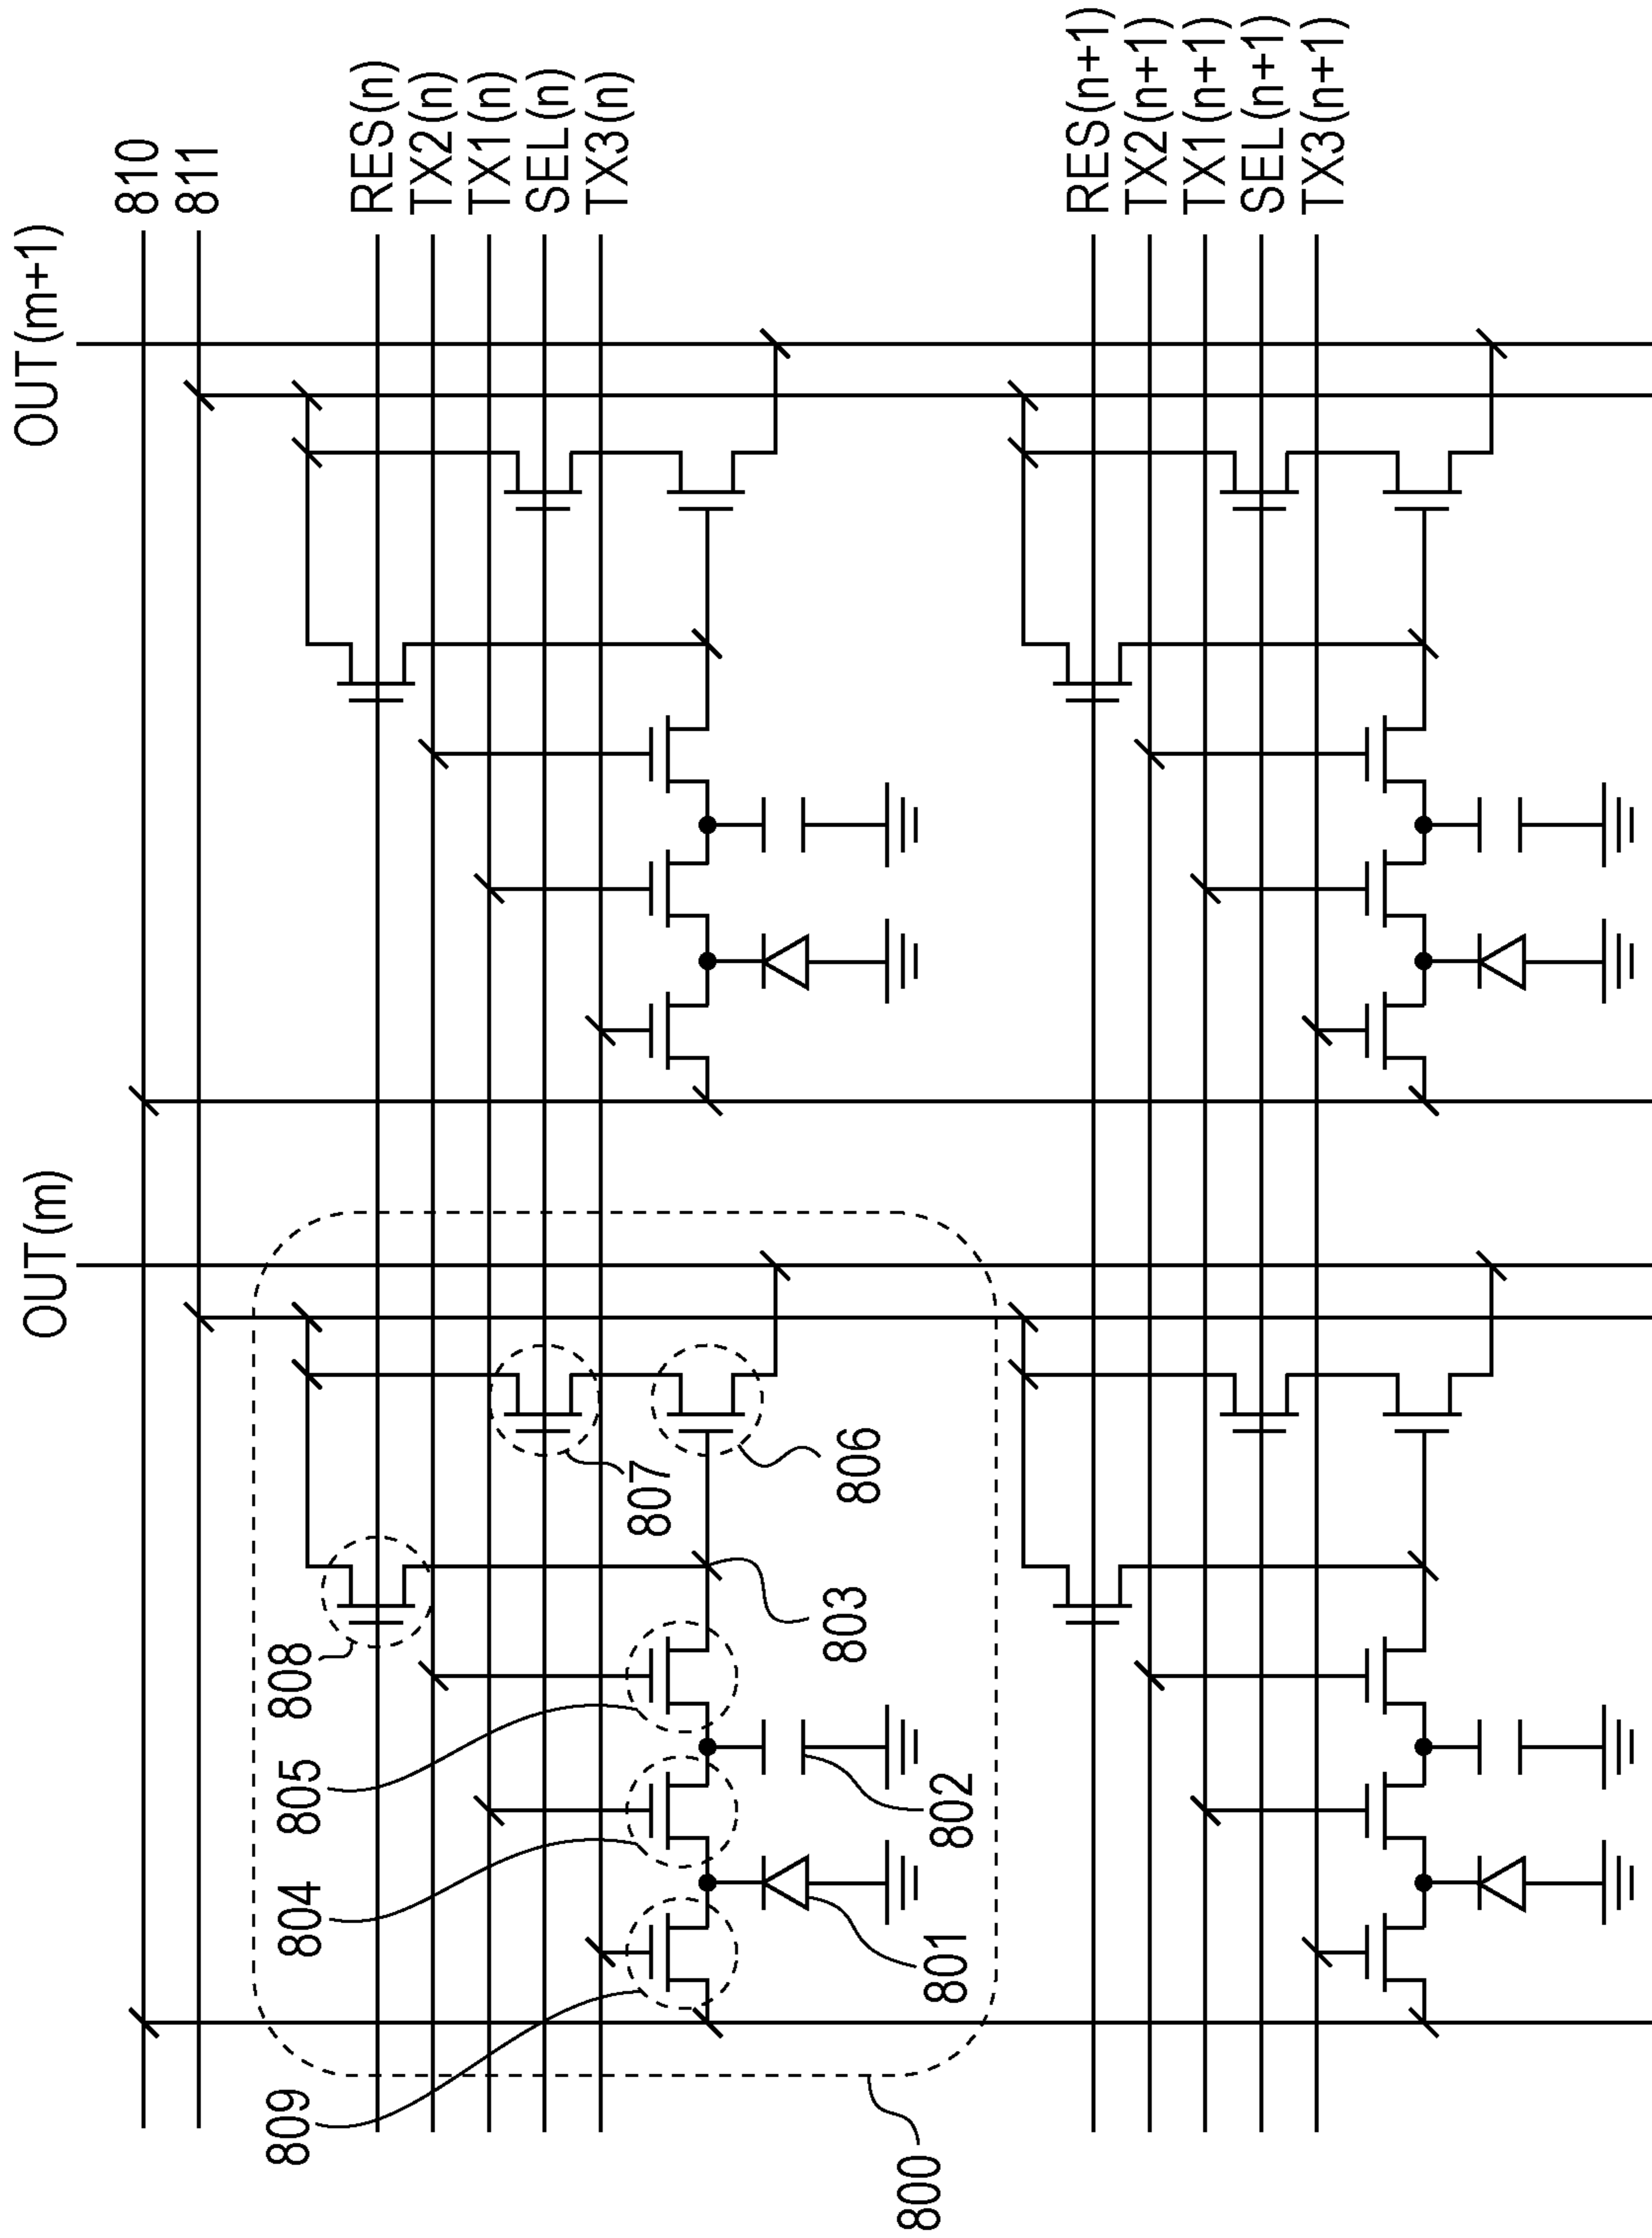 OUT(m)
OUT(m+1)
810
811
RES(n)
TX2(n)
TX1(n)
SEL(n)
TX3(n)
809
804
805
808
807
806
803
802
801
800
RES(n+1)
TX2(n+1)
TX1(n+1)
SEL(n+1)
TX3(n+1)